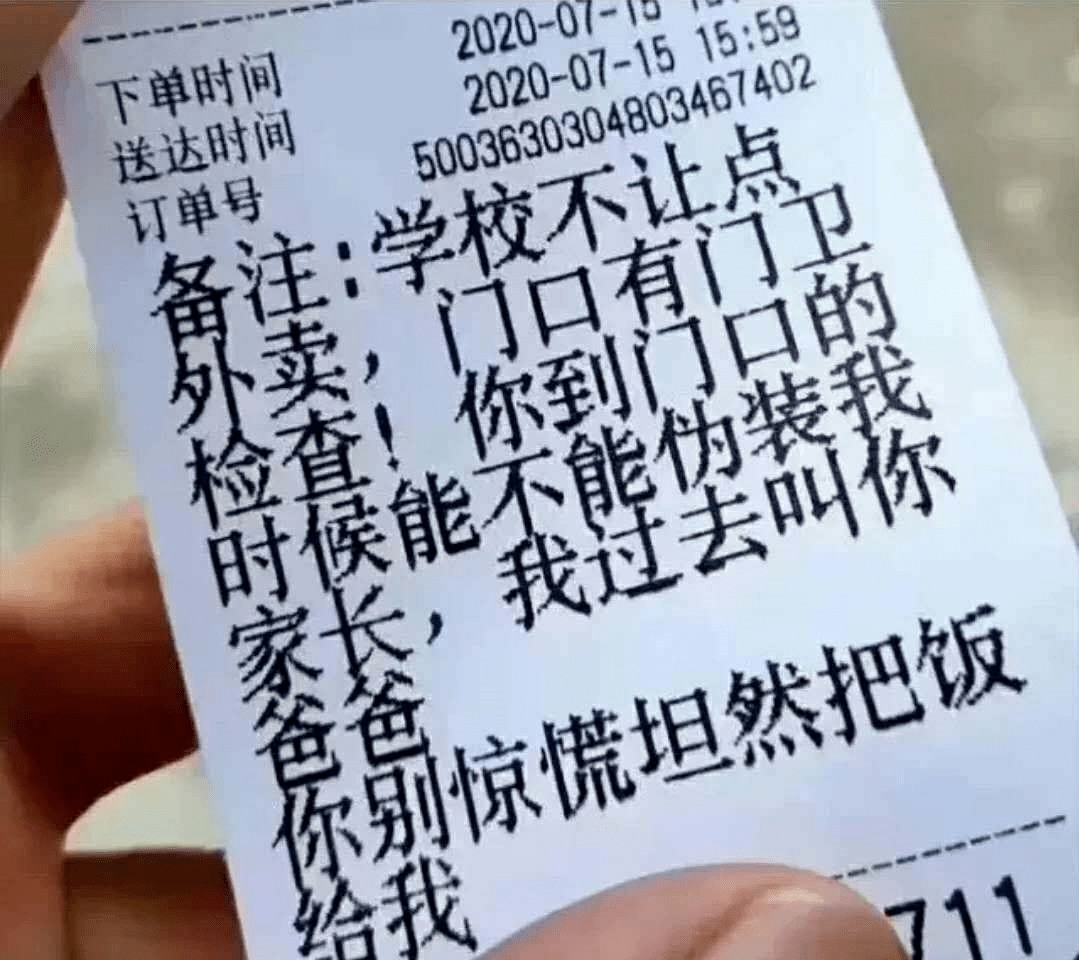 下单时间 2020-07-15
送达时间 2020-07-15 15:59
订单号 5003630304803467402
备注:学校不让点
外卖,门口有门卫
检查!你到门口的
时候能不能伪装我
家长,我过去叫你
爸爸
你别惊慌坦然把饭
给我
711